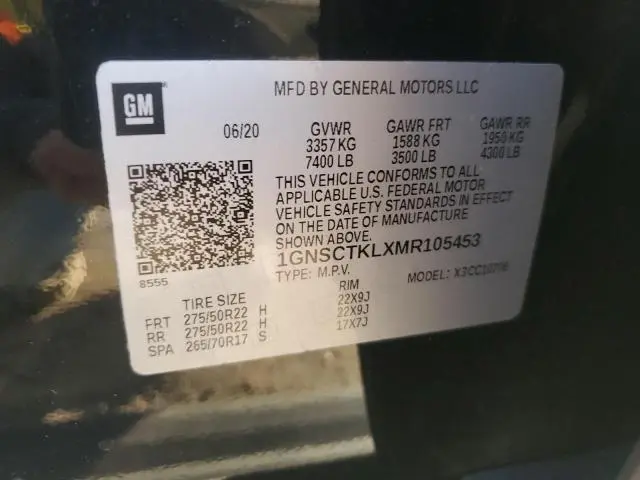 GM
MFD BY GENERAL MOTORS LLC
06/20 GVWR GAWR FRT GAWR RR
3357 KG 1588 KG 1950 KG
7400 LB 3500 LB 4300 LB
THIS VEHICLE CONFORMS TO ALL
APPLICABLE U.S. FEDERAL MOTOR
VEHICLE SAFETY STANDARDS IN EFFECT
ON THE DATE OF MANUFACTURE
SHOWN ABOVE.
1GNSCTKLXMR105453
TYPE: M.P.V. MODEL:
8555
TIRE SIZE RIM
FRT 275/50R22 H 22X9J
RR 275/50R22 H 22X9J
SPA 265/70R17 S 17X7J